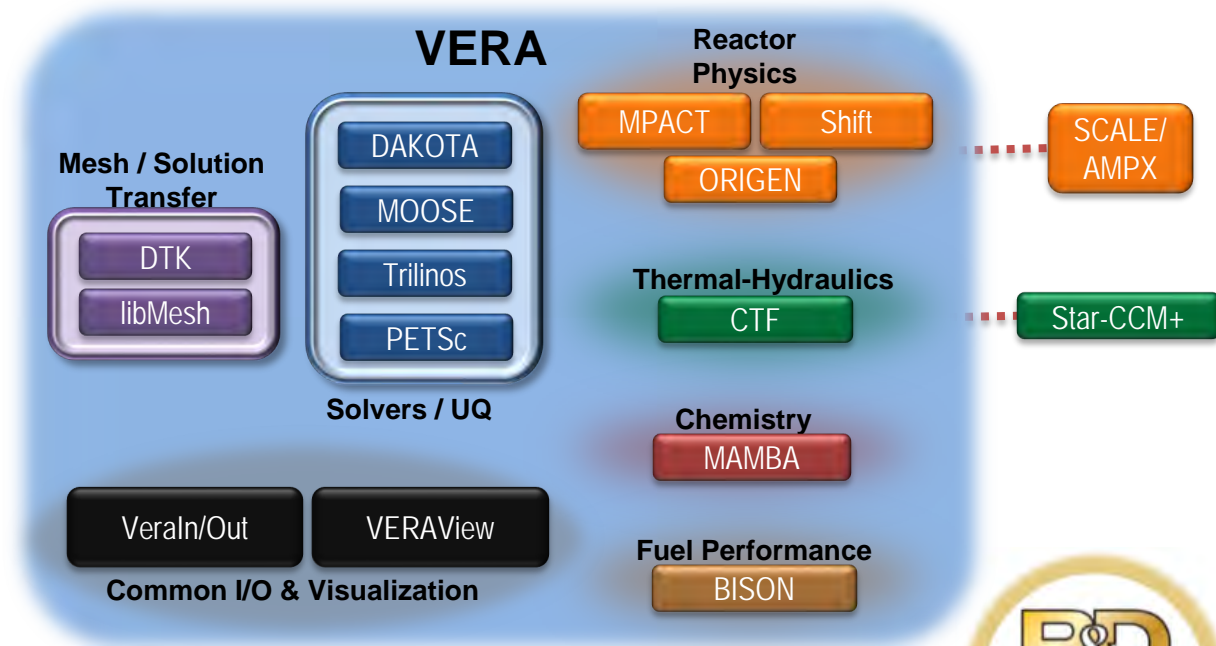 VERA
Reactor
Physics
MPACT
Shift
ORIGEN
SCALE/
AMPX
Mesh / Solution
Transfer
DTK
libMesh
DAKOTA
MOOSE
Trilinos
PETSc
Solvers / UQ
Thermal-Hydraulics
CTF
Star-CCM+
Chemistry
MAMBA
VeraIn/Out
VERAView
Common I/O & Visualization
Fuel Performance
BISON
R&D